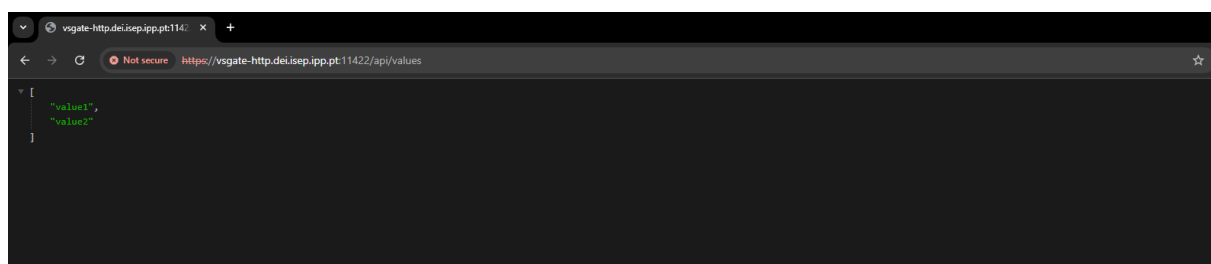 vsgate-http.dei.isep.ipp.pt:1142
Not secure https://vsgate-http.dei.isep.ipp.pt:11422/api/values
[
"value1",
"value2"
]